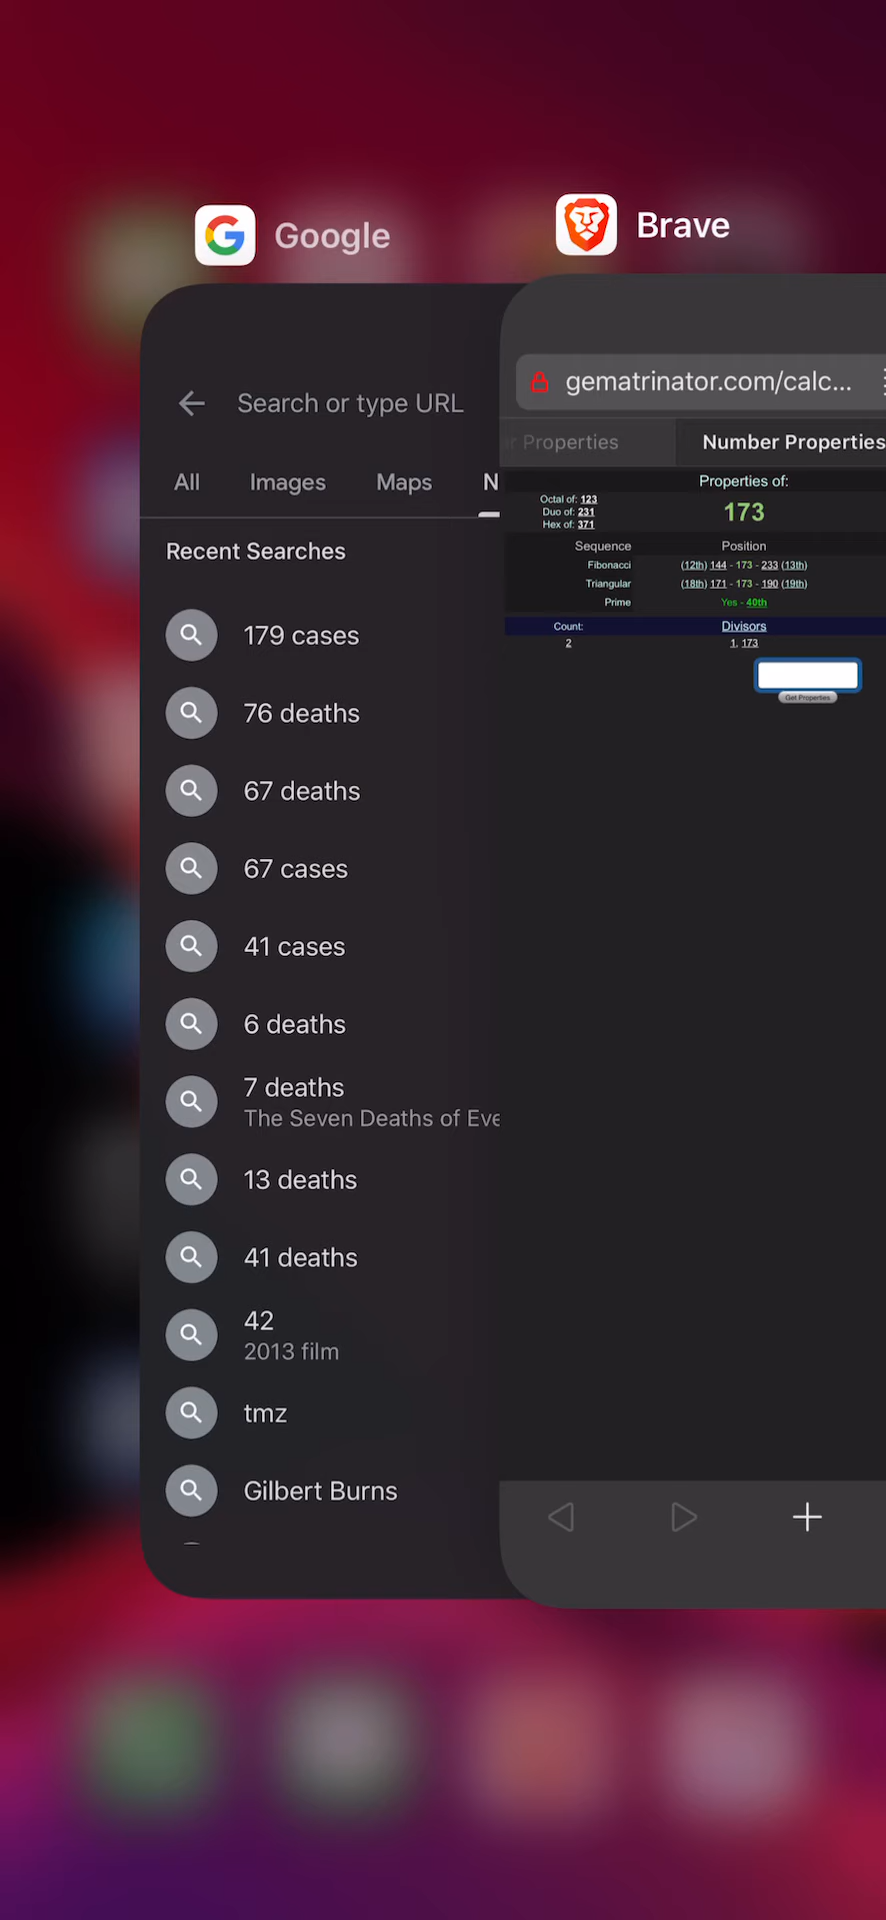 Google
Brave
Search or type URL
All Images Maps N
Recent Searches
179 cases
76 deaths
67 deaths
67 cases
41 cases
6 deaths
7 deaths
The Seven Deaths of Eve
13 deaths
41 deaths
42
2013 film
tmz
Gilbert Burns
gematrinator.com/calc...
r Properties Number Properties
Properties of:
Octal of: 123
Duo of: 231
Hex of: 371
173
Sequence Position
Fibonacci (12th) 144 - 173 - 233 (13th)
Triangular (18th) 171 - 173 - 190 (19th)
Prime Yes - 40th
Count: Divisors
2 1, 173
Get Properties